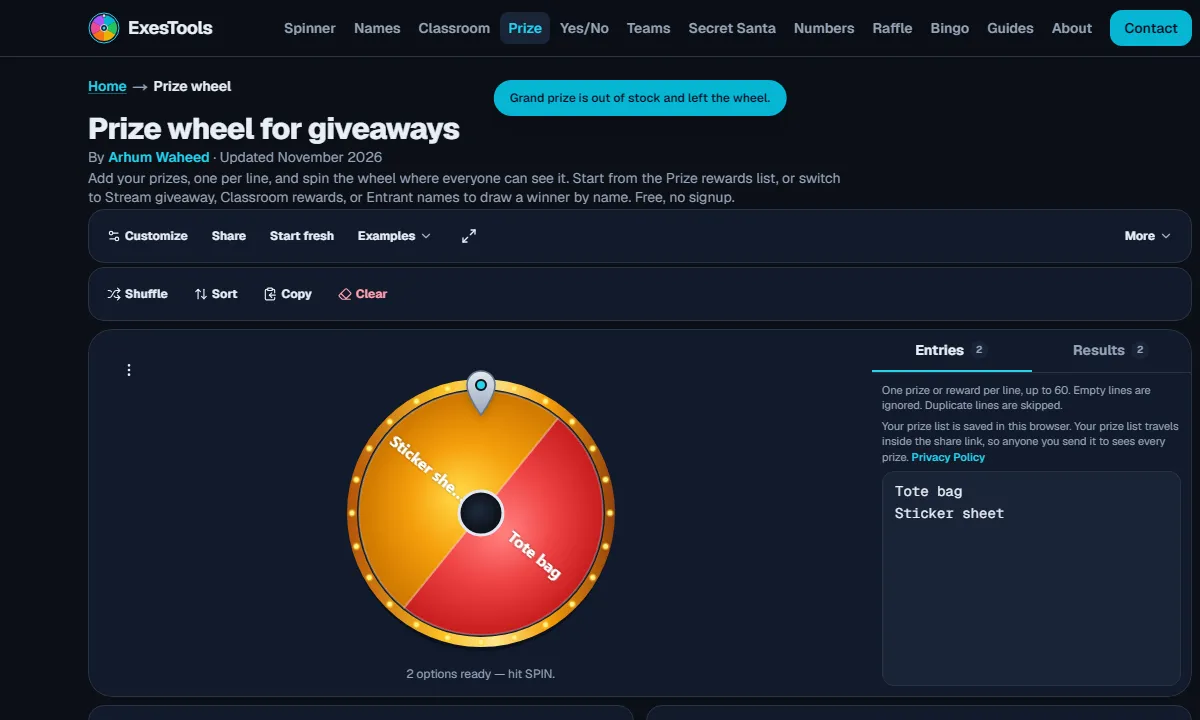 ExesTools
Spinner Names Classroom Prize Yes/No Teams Secret Santa Numbers Raffle Bingo Guides About Contact
Home → Prize wheel
Grand prize is out of stock and left the wheel.
Prize wheel for giveaways
By Arhum Waheed · Updated November 2026
Add your prizes, one per line, and spin the wheel where everyone can see it. Start from the Prize rewards list, or switch
to Stream giveaway, Classroom rewards, or Entrant names to draw a winner by name. Free, no signup.
Customize Share Start fresh Examples More
Shuffle Sort Copy Clear
Entries 2 Results 2
One prize or reward per line, up to 60. Empty lines are
ignored. Duplicate lines are skipped.
Your prize list is saved in this browser. Your prize list travels
inside the share link, so anyone you send it to sees every
prize. Privacy Policy
Tote bag
Sticker sheet
Sticker she...
Tote bag
2 options ready — hit SPIN.